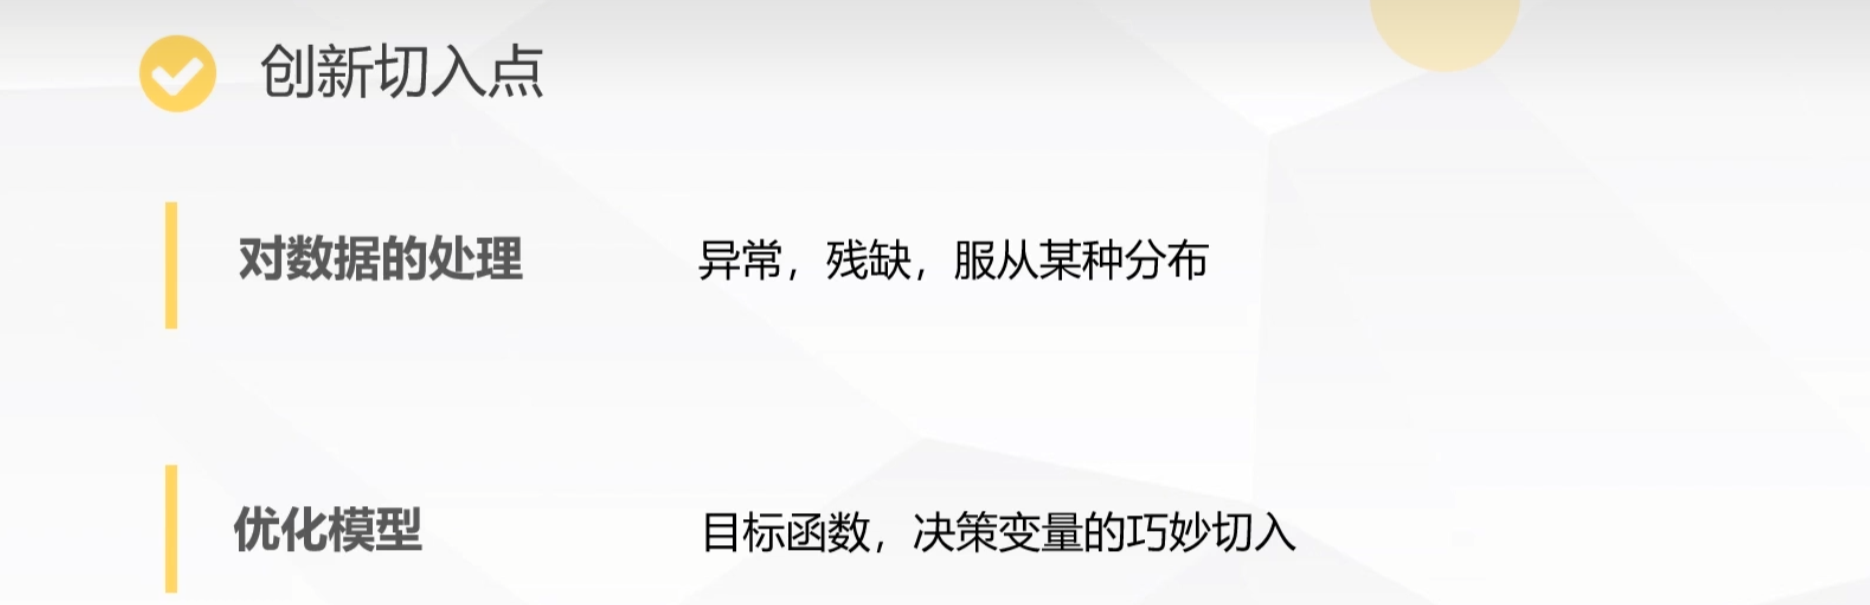 创新切入点
对数据的处理
异常，残缺，服从某种分布
优化模型
目标函数，决策变量的巧妙切入